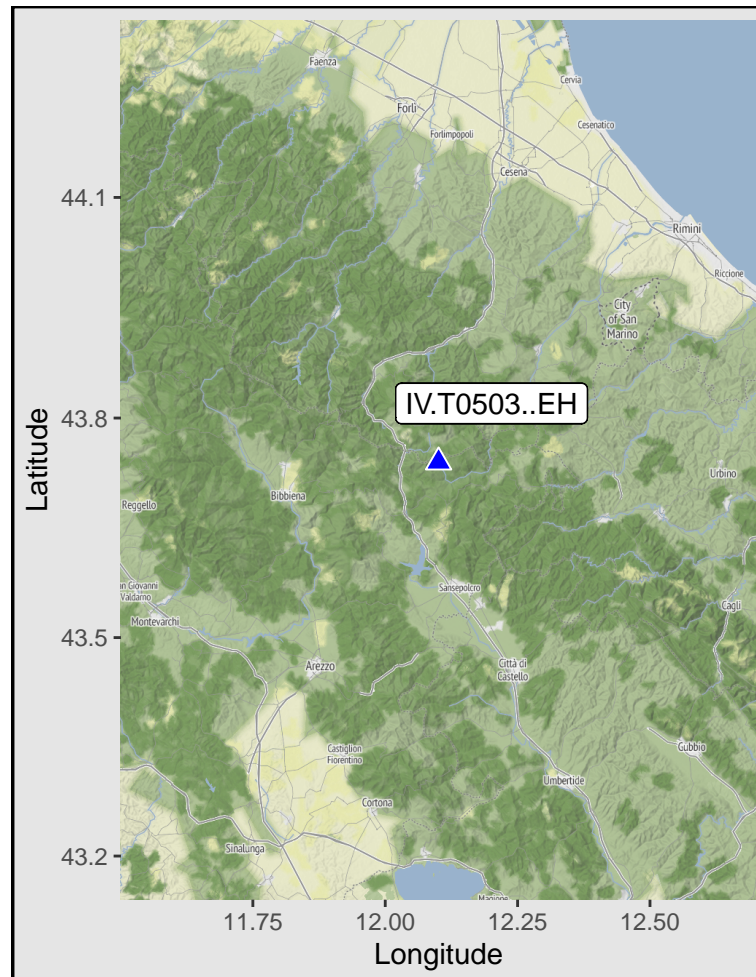 Faenza
Cervia
Forlì
Forlimpopoli
Cesenatico
Cesena
44.1
Rimini
Riccione
City
of San
Marino
43.8
IV.T0503..EH
Latitude
Urbino
Bibbiena
Reggello
Sansepolcro
an Giovanni
Valdarno
Cagli
Montevarchi
43.5
Arezzo
Città di
Castello
Castiglion
Fiorentino
Gubbio
Umbertide
Cortona
43.2
Sinalunga
Magione
11.75 12.00 12.25 12.50
Longitude